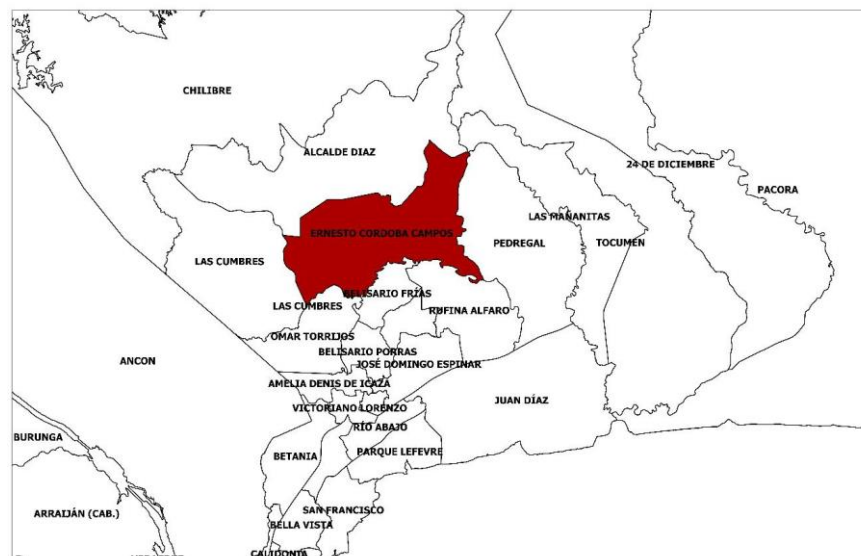 CHILIBRE
ALCALDE DIAZ
24 DE DICIEMBRE
PACORA
LAS MAÑANITAS
ERNESTO CORDOBA CAMPOS
PEDREGAL
TOCUMEN
LAS CUMBRES
BELISARIO FRÍAS
LAS CUMBRES
RUFINA ALFARO
OMAR TORRIJOS
BELISARIO PORRAS
ANCON
JOSÉ DOMINGO ESPINAR
AMELIA DENIS DE ICAZA
JUAN DÍAZ
VICTORIANO LORENZO
RÍO ABAJO
BURUNGA
BETANIA
PARQUE LEFEVRE
ARRAIJÁN (CAB.)
SAN FRANCISCO
BELLA VISTA
CALIDONIA